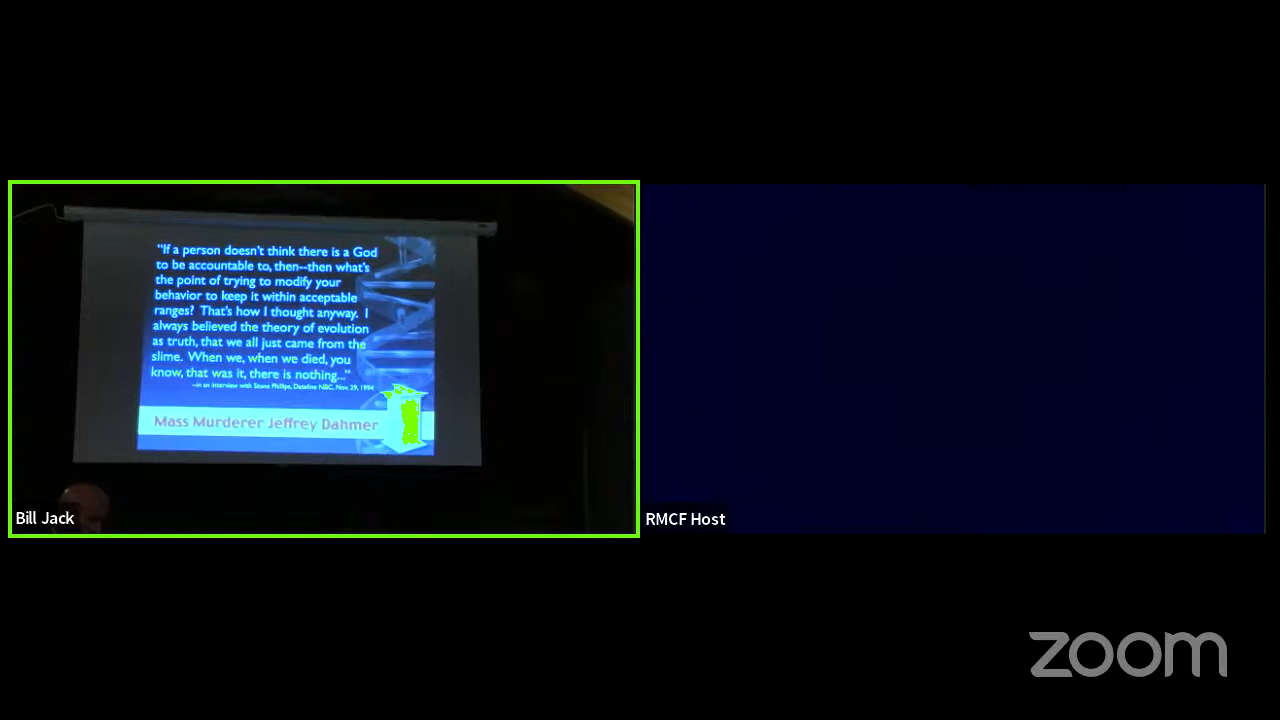 "If a person doesn't think there is a God
to be accountable to, then--then what's
the point of trying to modify your
behavior to keep it within acceptable
ranges? That's how I thought anyway. I
always believed the theory of evolution
as truth, that we all just came from the
slime. When we, when we died, you
know, that was it, there is nothing..."
--in an interview with Stone Phillips, Dateline NBC, Nov. 29, 1994
Mass Murderer Jeffrey Dahmer
Bill Jack
RMCF Host
zoom